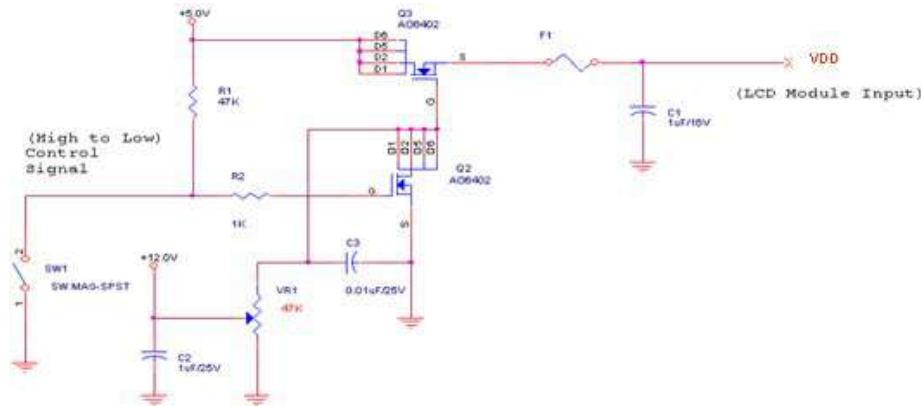 +5.0V
Q3
AO6402
D6
D5
D2
D1
S
G
F1
VDD
(LCD Module Input)
R1
47K
C1
1uF/16V
(High to Low)
Control
Signal
D1
D2
D5
D6
Q2
AO6402
R2
1K
G
S
+12.0V
C3
0.01uF/25V
2
SW1
SW MAG-SPST
1
VR1
47K
C2
1uF/25V